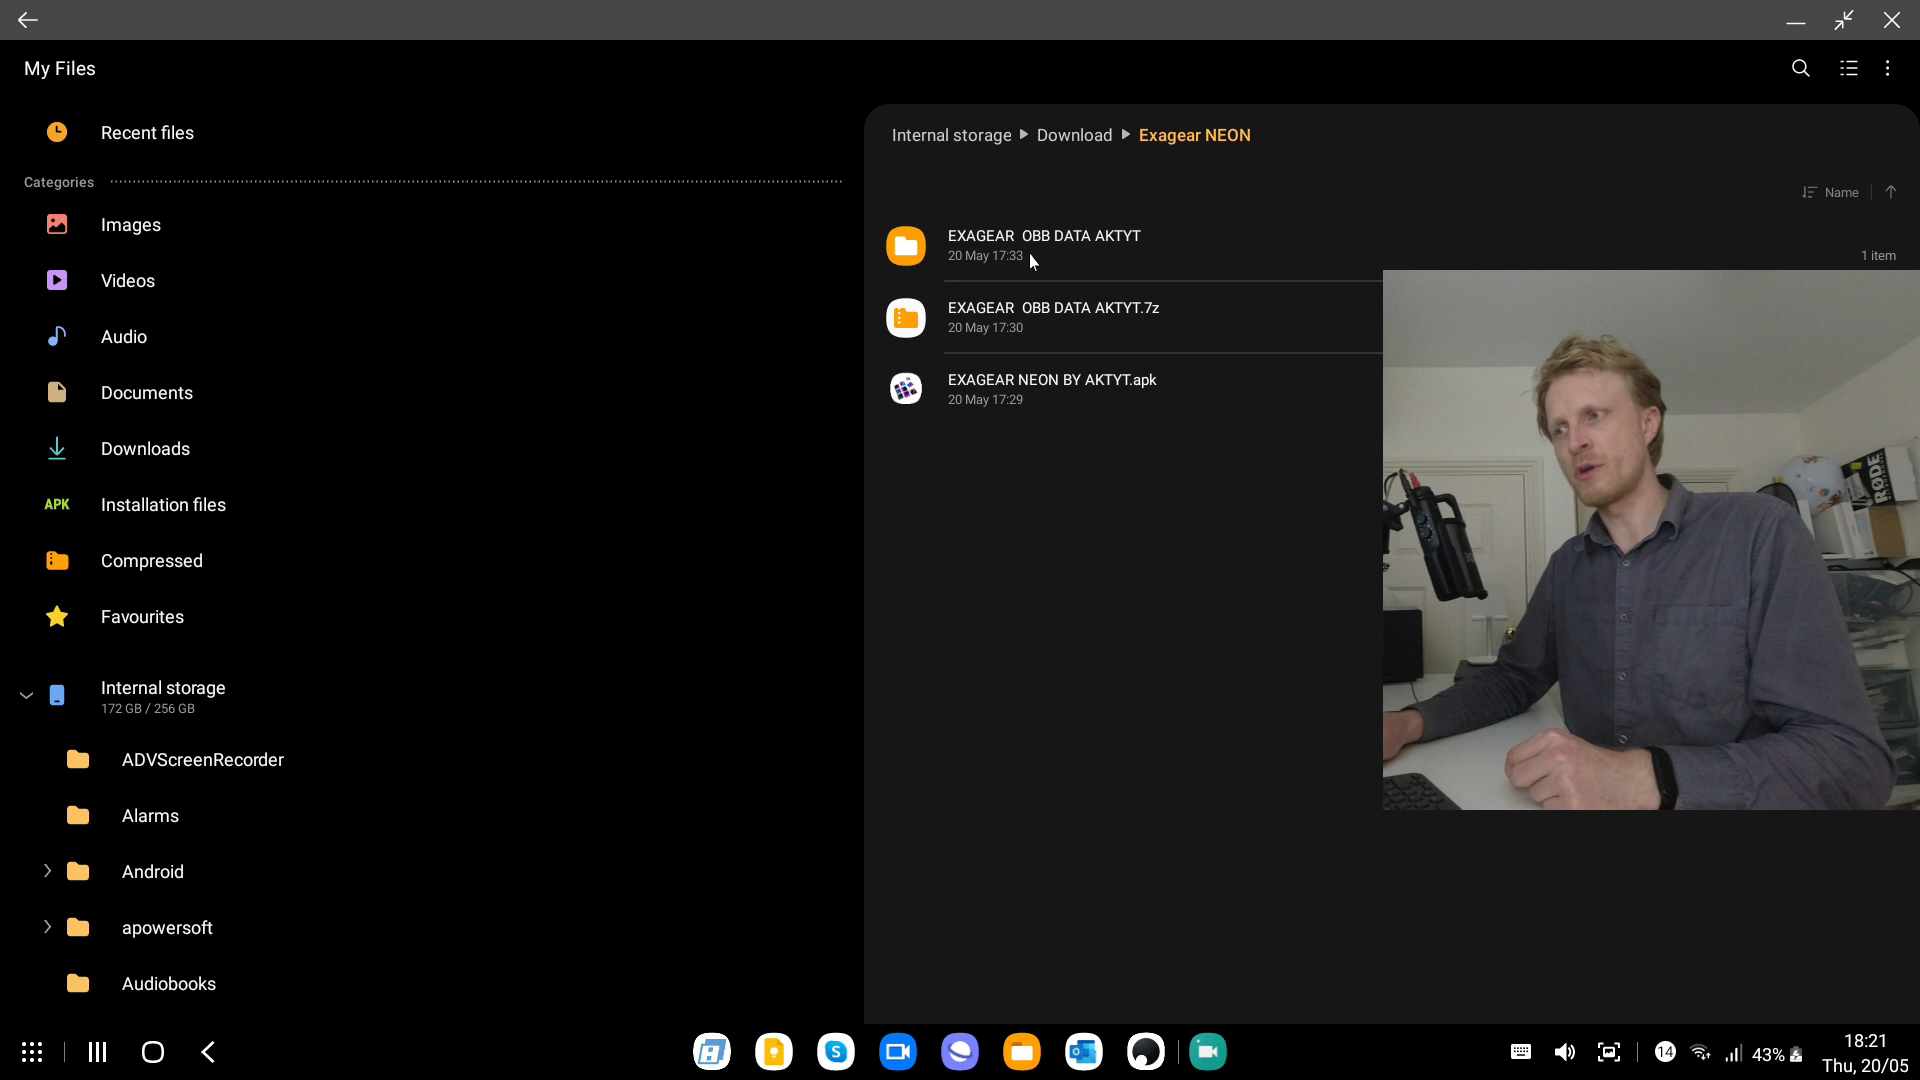 My Files
Recent files
Categories
Images
Videos
Audio
Documents
Downloads
APK Installation files
Compressed
Favourites
Internal storage
172 GB / 256 GB
ADVScreenRecorder
Alarms
Android
apowersoft
Audiobooks
Internal storage Download Exagear NEON
Name
EXAGEAR  OBB DATA AKTYT
20 May 17:33
1 item
EXAGEAR  OBB DATA AKTYT.7z
20 May 17:30
EXAGEAR NEON BY AKTYT.apk
20 May 17:29
RØDE
S
14
43%
18:21
Thu, 20/05